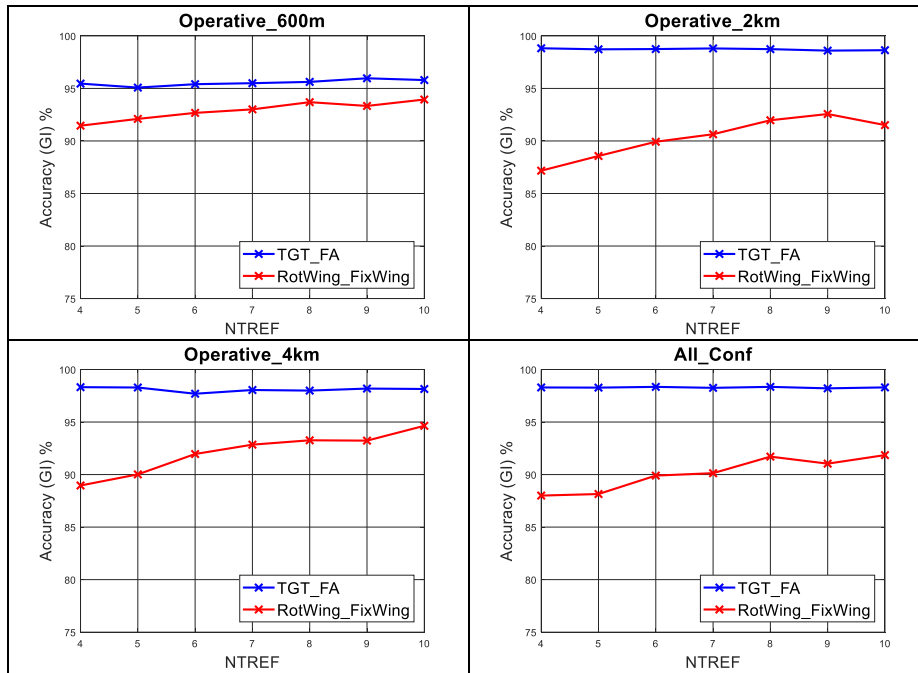 Operative_600m
Accuracy (GI) %
100
95
90
85
80
75
4 5 6 7 8 9 10
NTREF
TGT_FA
RotWing_FixWing
Operative_2km
Accuracy (GI) %
100
95
90
85
80
75
4 5 6 7 8 9 10
NTREF
TGT_FA
RotWing_FixWing
Operative_4km
Accuracy (GI) %
100
95
90
85
80
75
4 5 6 7 8 9 10
NTREF
TGT_FA
RotWing_FixWing
All_Conf
Accuracy (GI) %
100
95
90
85
80
75
4 5 6 7 8 9 10
NTREF
TGT_FA
RotWing_FixWing